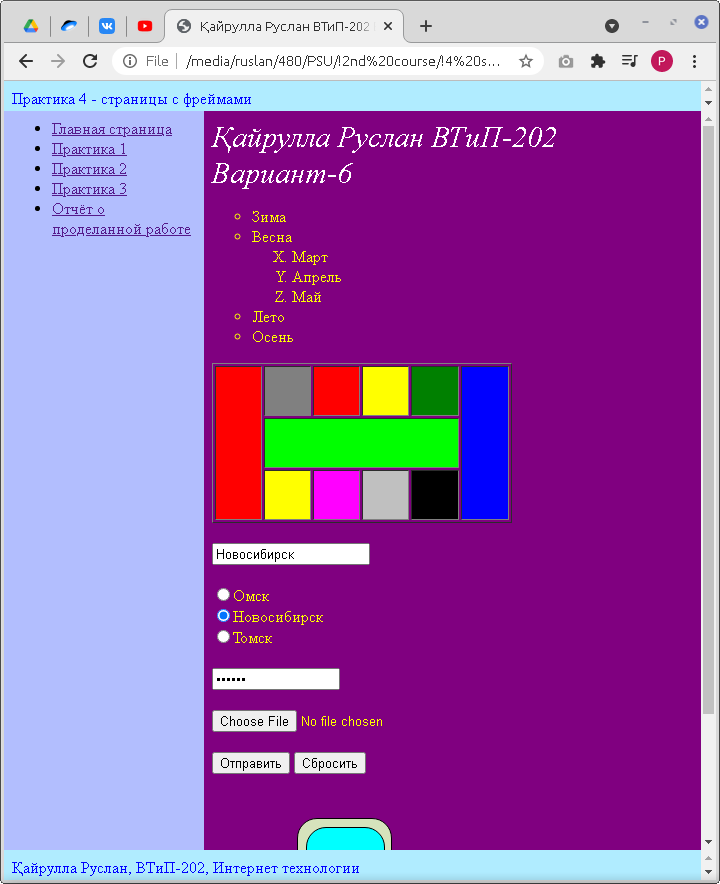 Қайрулла Руслан ВТиП-202
File
/media/ruslan/480/PSU/!2nd%20course/!4%20s...
P
Практика 4 - страницы с фреймами
Главная страница
Практика 1
Практика 2
Практика 3
Отчёт о
проделанной работе
Қайрулла Руслан ВТиП-202
Вариант-6
Зима
Весна
X. Март
Y. Апрель
Z. Май
Лето
Осень
Новосибирск
Омск
Новосибирск
Томск
••••••
Choose File No file chosen
Отправить Сбросить
Қайрулла Руслан, ВТиП-202, Интернет технологии